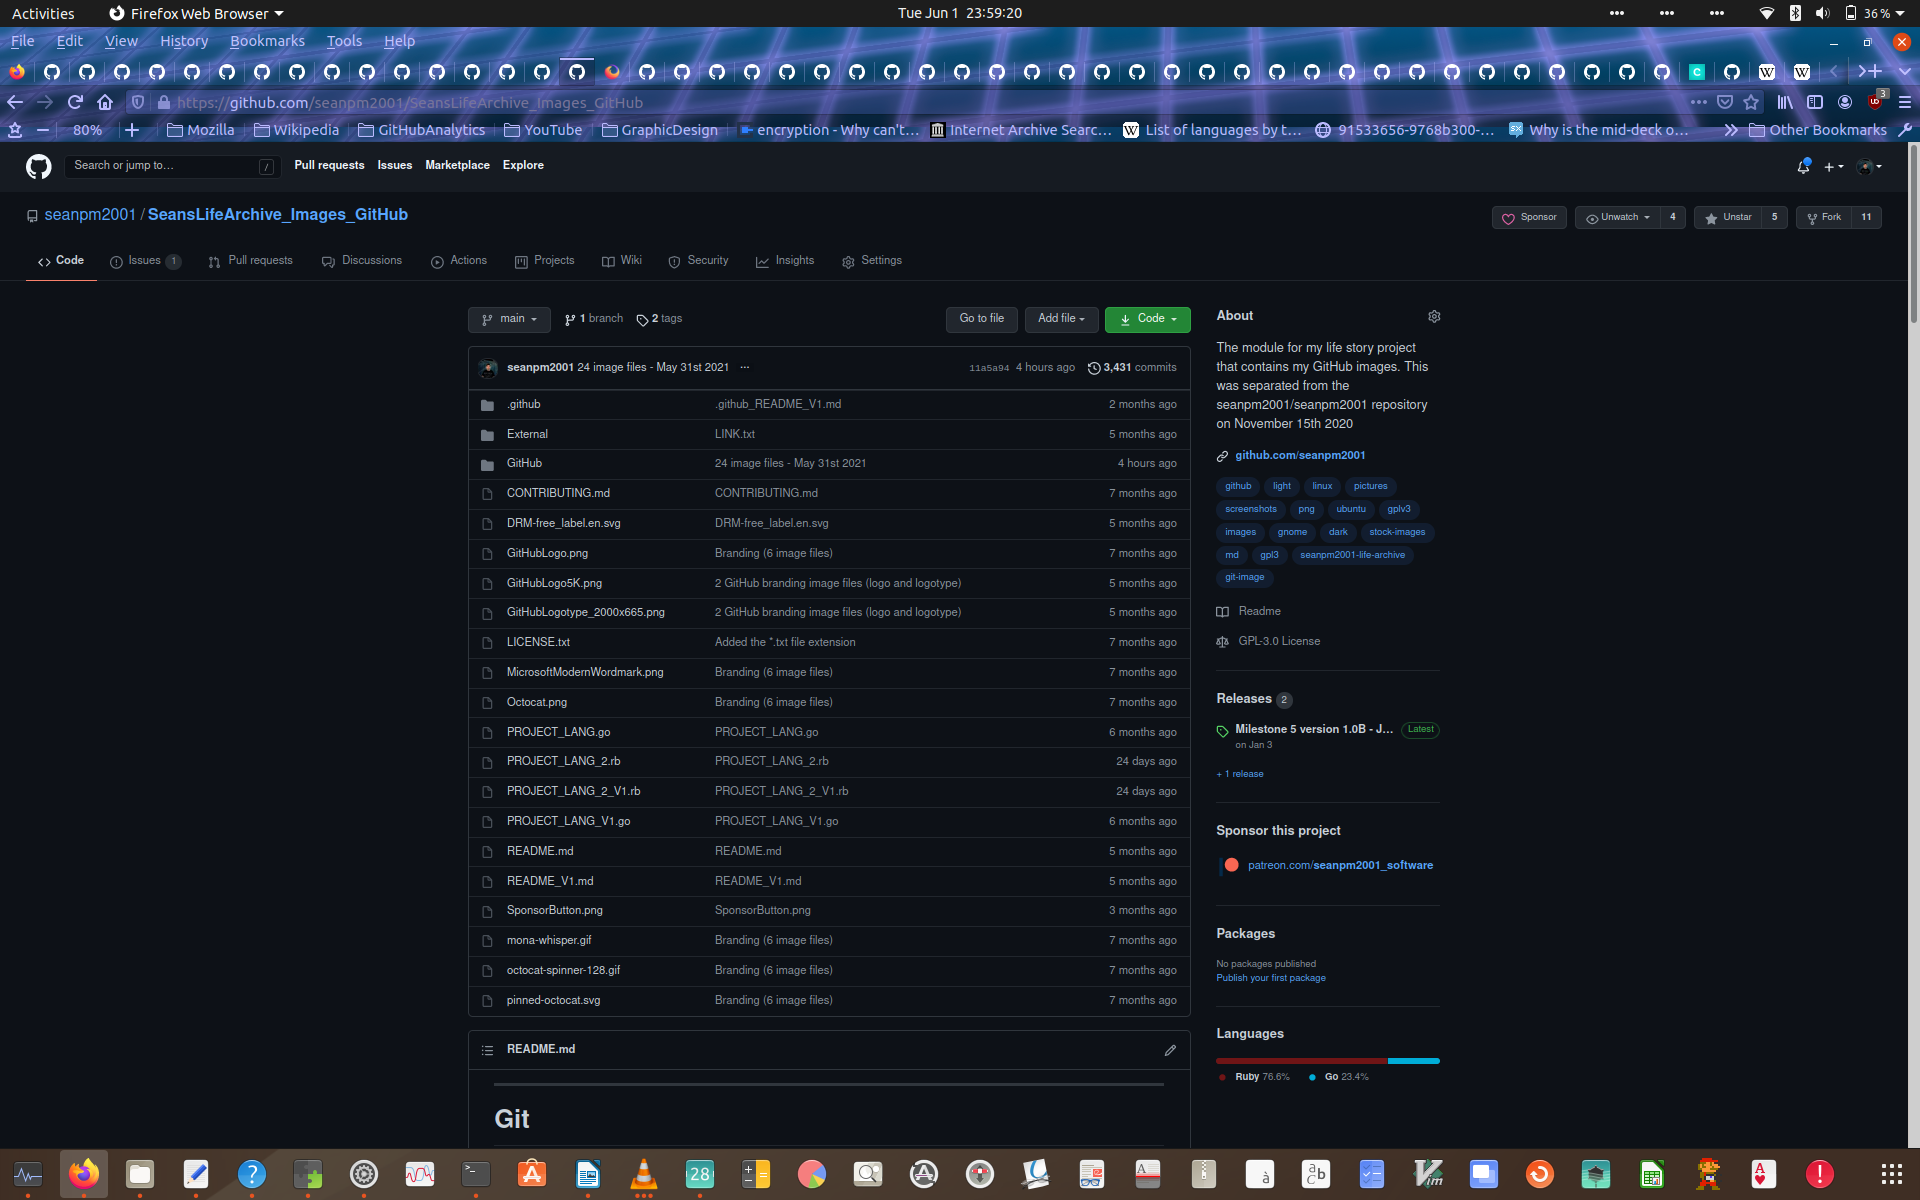 Activities Firefox Web Browser Tue Jun 1 23:59:20 36%
File Edit View History Bookmarks Tools Help
https://github.com/seanpm2001/SeansLifeArchive_Images_GitHub 3
80% Mozilla Wikipedia GitHubAnalytics YouTube GraphicDesign encryption - Why can't… Internet Archive Searc… List of languages by t… 91533656-9768b300-… Why is the mid-deck o… Other Bookmarks
Search or jump to… / Pull requests Issues Marketplace Explore
seanpm2001 / SeansLifeArchive_Images_GitHub Sponsor Unwatch 4 Unstar 5 Fork 11
Code Issues 1 Pull requests Discussions Actions Projects Wiki Security Insights Settings
main 1 branch 2 tags Go to file Add file Code
seanpm2001 24 image files - May 31st 2021 ... 11a5a94 4 hours ago 3,431 commits
.github .github_README_V1.md 2 months ago
External LINK.txt 5 months ago
GitHub 24 image files - May 31st 2021 4 hours ago
CONTRIBUTING.md CONTRIBUTING.md 7 months ago
DRM-free_label.en.svg DRM-free_label.en.svg 5 months ago
GitHubLogo.png Branding (6 image files) 7 months ago
GitHubLogo5K.png 2 GitHub branding image files (logo and logotype) 5 months ago
GitHubLogotype_2000x665.png 2 GitHub branding image files (logo and logotype) 5 months ago
LICENSE.txt Added the *.txt file extension 7 months ago
MicrosoftModernWordmark.png Branding (6 image files) 7 months ago
Octocat.png Branding (6 image files) 7 months ago
PROJECT_LANG.go PROJECT_LANG.go 6 months ago
PROJECT_LANG_2.rb PROJECT_LANG_2.rb 24 days ago
PROJECT_LANG_2_V1.rb PROJECT_LANG_2_V1.rb 24 days ago
PROJECT_LANG_V1.go PROJECT_LANG_V1.go 6 months ago
README.md README.md 5 months ago
README_V1.md README_V1.md 5 months ago
SponsorButton.png SponsorButton.png 3 months ago
mona-whisper.gif Branding (6 image files) 7 months ago
octocat-spinner-128.gif Branding (6 image files) 7 months ago
pinned-octocat.svg Branding (6 image files) 7 months ago
README.md
Git
About
The module for my life story project
that contains my GitHub images. This
was separated from the
seanpm2001/seanpm2001 repository
on November 15th 2020
github.com/seanpm2001
github light linux pictures
screenshots png ubuntu gplv3
images gnome dark stock-images
md gpl3 seanpm2001-life-archive
git-image
Readme
GPL-3.0 License
Releases 2
Milestone 5 version 1.0B - J... Latest
on Jan 3
+ 1 release
Sponsor this project
patreon.com/seanpm2001_software
Packages
No packages published
Publish your first package
Languages
Ruby 76.6% Go 23.4%
28